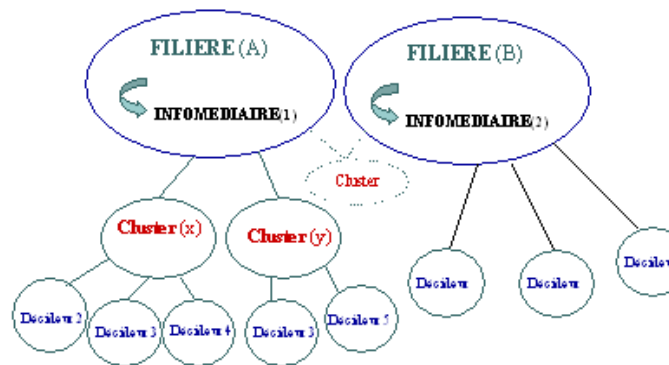 FILIERE (A)
FILIERE (B)
INFOMEDIAIRE(1)
INFOMEDIAIRE(2)
Cluster
Cluster (x)
Cluster (y)
Décideur
Décideur
Décideu
Décideur 2
Décideur 3
Décideur 4
Décideur 3
Décideur 5